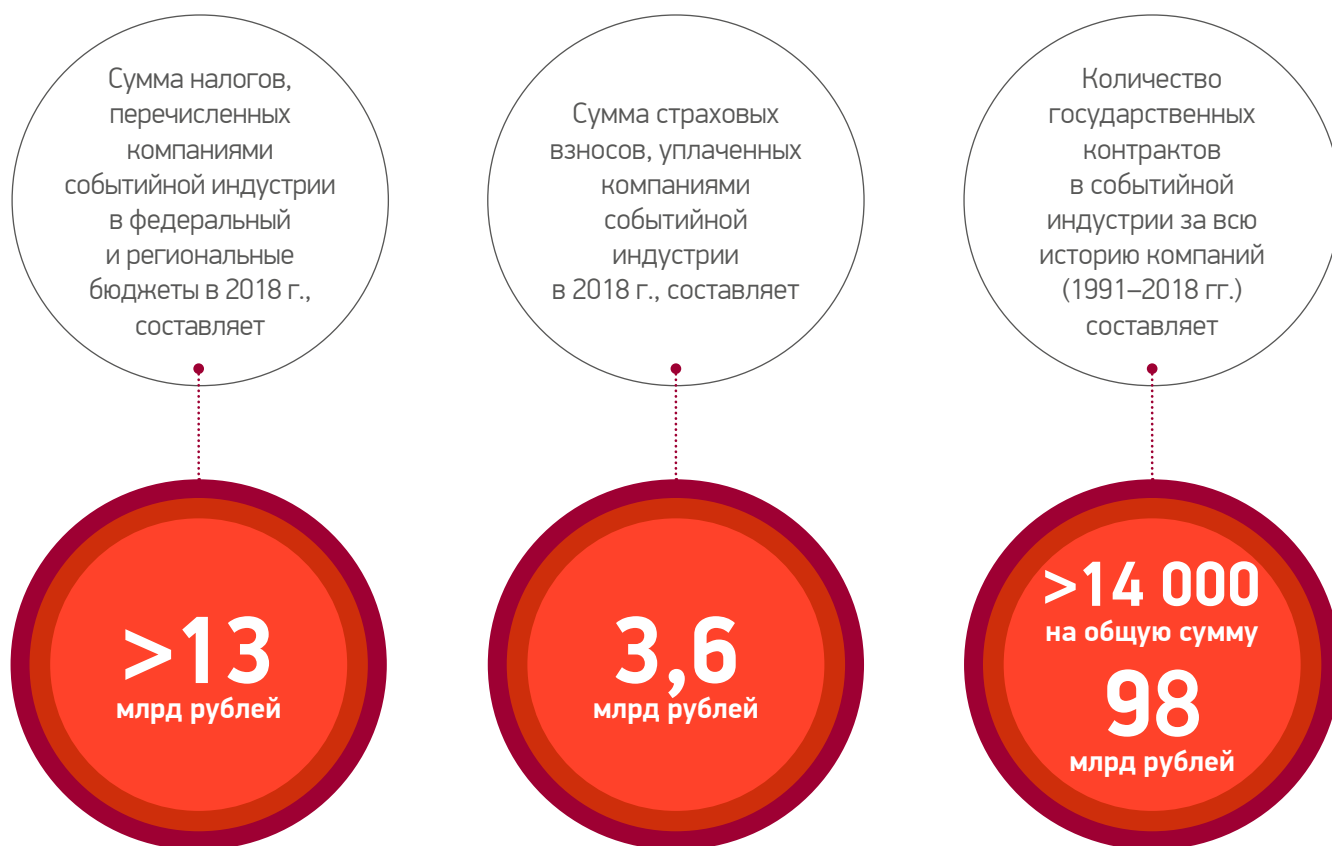 Сумма налогов,
перечисленных
компаниями
событийной индустрии
в федеральный
и региональные
бюджеты в 2018 г.,
составляет
>13
млрд рублей
Сумма страховых
взносов, уплаченных
компаниями
событийной
индустрии
в 2018 г., составляет
3,6
млрд рублей
Количество
государственных
контрактов
в событийной
индустрии за всю
историю компаний
(1991–2018 гг.)
составляет
>14 000
на общую сумму
98
млрд рублей